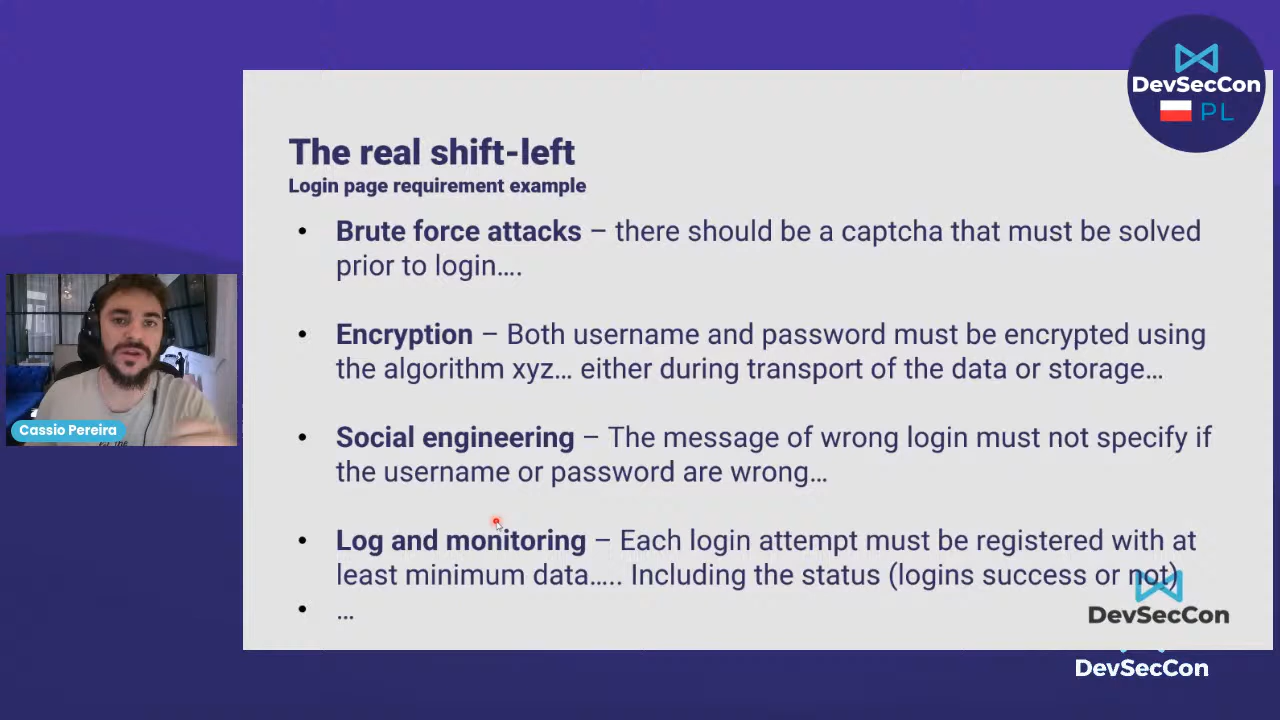 DevSecCon
PL
The real shift-left
Login page requirement example
• Brute force attacks – there should be a captcha that must be solved
prior to login….
• Encryption – Both username and password must be encrypted using
the algorithm xyz… either during transport of the data or storage…
• Social engineering – The message of wrong login must not specify if
the username or password are wrong…
• Log and monitoring – Each login attempt must be registered with at
least minimum data….. Including the status (logins success or not)
• …
Cassio Pereira
DevSecCon
DevSecCon